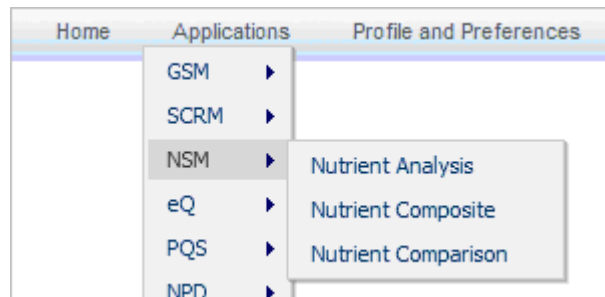 Home Applications Profile and Preferences
GSM
SCRM
NSM
Nutrient Analysis
eQ
Nutrient Composite
PQS
Nutrient Comparison
NPD